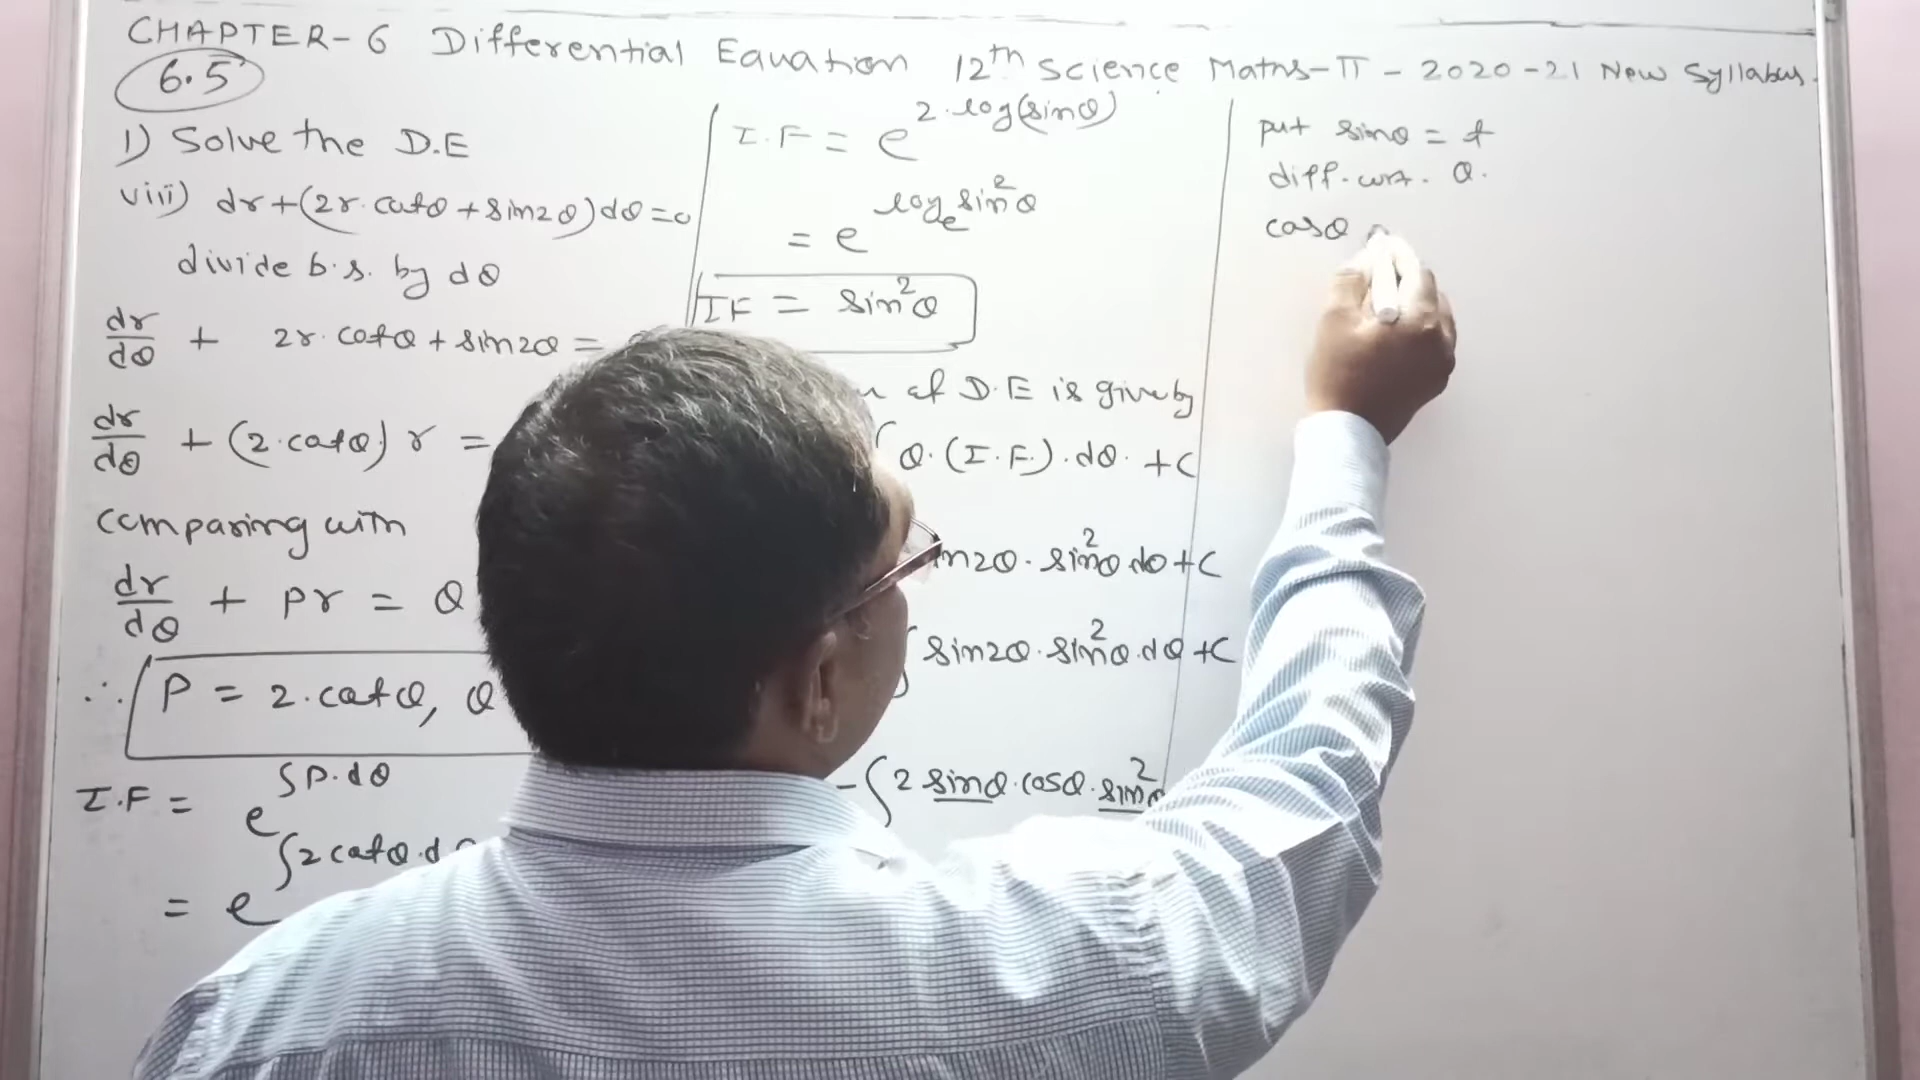 CHAPTER-6 Differential Equation 12th Science Maths-II - 2020-21 New Syllabus.
6.5
1) Solve the D.E
viii) dr+(2r.cotθ+sin2θ)dθ=0
divide b.s. by dθ
dr/dθ + 2r.cotθ+sin2θ =
dr/dθ + (2.cotθ) r =
comparing with
dr/dθ + pr = Q
∴ P = 2.cotθ, Q
I.F = e^∫P.dθ
= e^∫2cotθ.d
I.F = e^2.log(sinθ)
= e^log_e sin²θ
IF = sin²θ
of D.E is given by
∫Q.(I.F.).dθ. +C
in2θ.sin²θ dθ+C
∫ sin2θ.sin²θ.dθ+C
-∫2 sinθ.cosθ.sin²θ
put sinθ = t
diff. w.r.t. θ.
cosθ